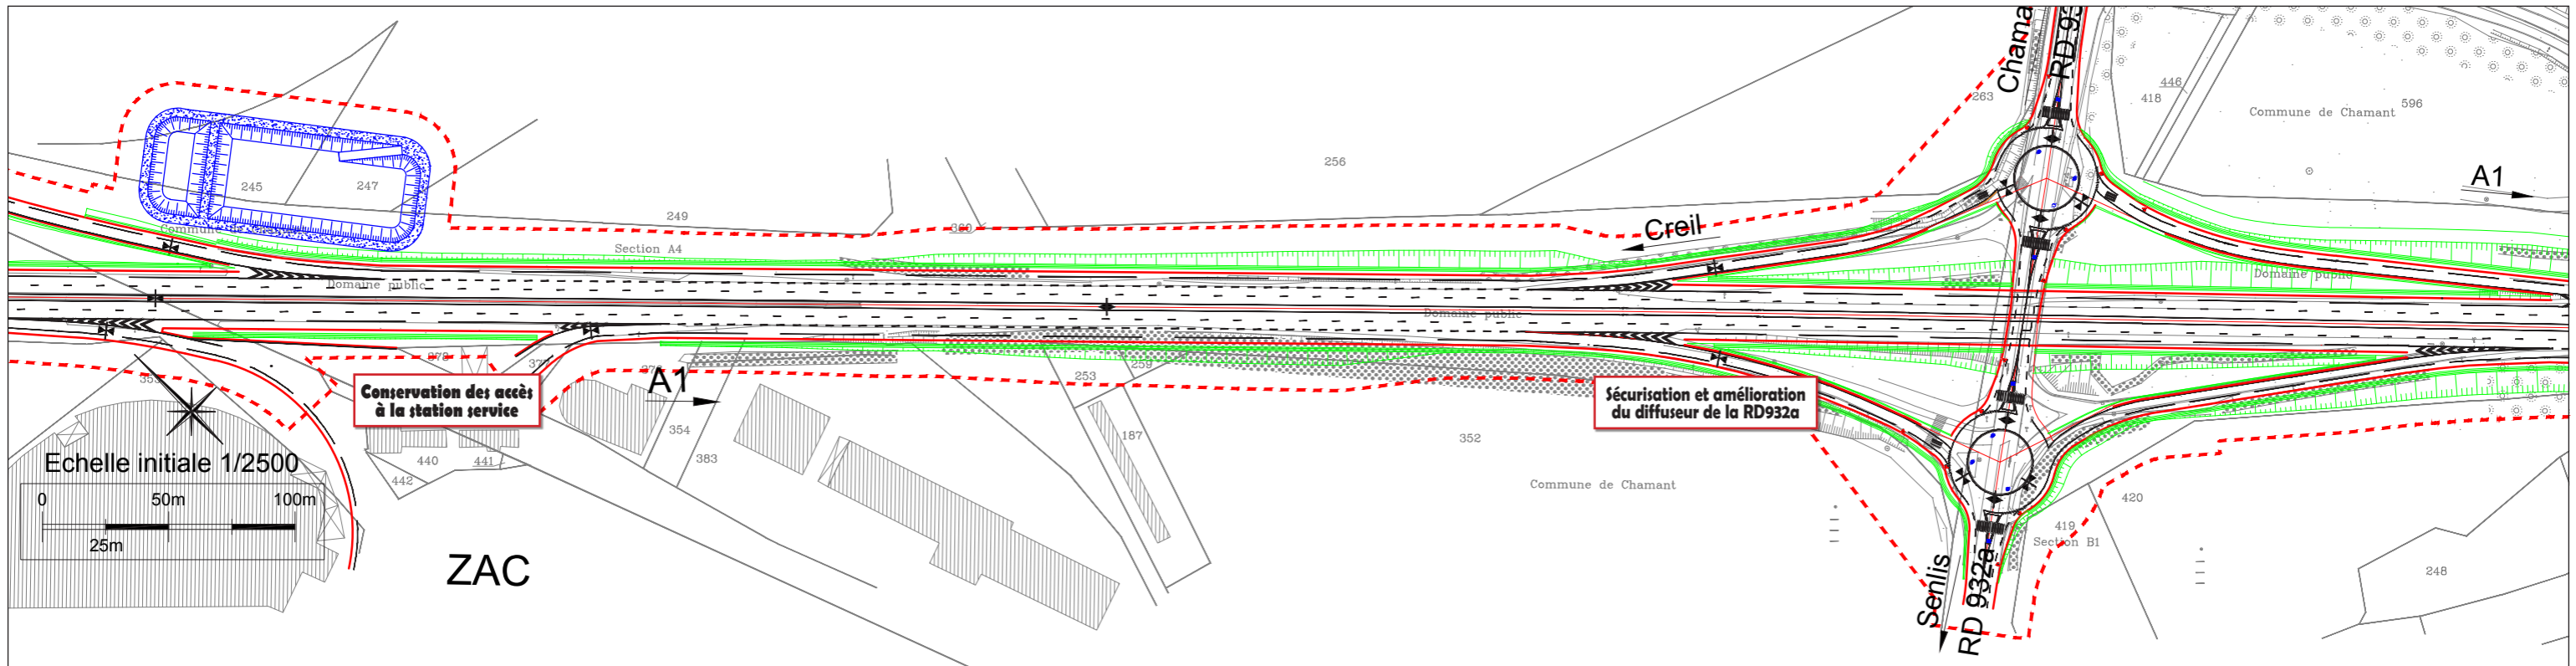 Chama
RD 93
263
446
418
596
Commune de Chamant
A1
256
245
247
249
Creil
Section A4
Domaine public
Domaine public
Domaine public
Conservation des accès
à la station service
A1
253
259
Sécurisation et amélioration
du diffuseur de la RD932a
354
383
187
352
Commune de Chamant
440
441
442
Echelle initiale 1/2500
0
50m
100m
25m
ZAC
420
419
Section B1
248
Senlis
RD 932a